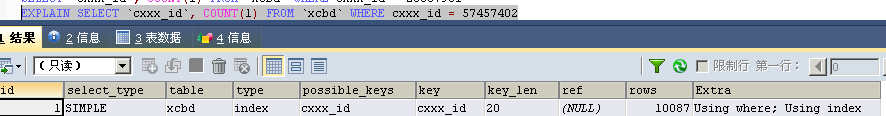 EXPLAIN SELECT `cxxx_id`, COUNT(1) FROM `xcbd` WHERE cxxx_id = 57457402
1 结果 2 信息 3 表数据 4 信息
(只读) 限制行 第一行: 0
id select_type table type possible_keys key key_len ref rows Extra
1 SIMPLE xcbd index cxxx_id cxxx_id 20 (NULL) 10087 Using where; Using index